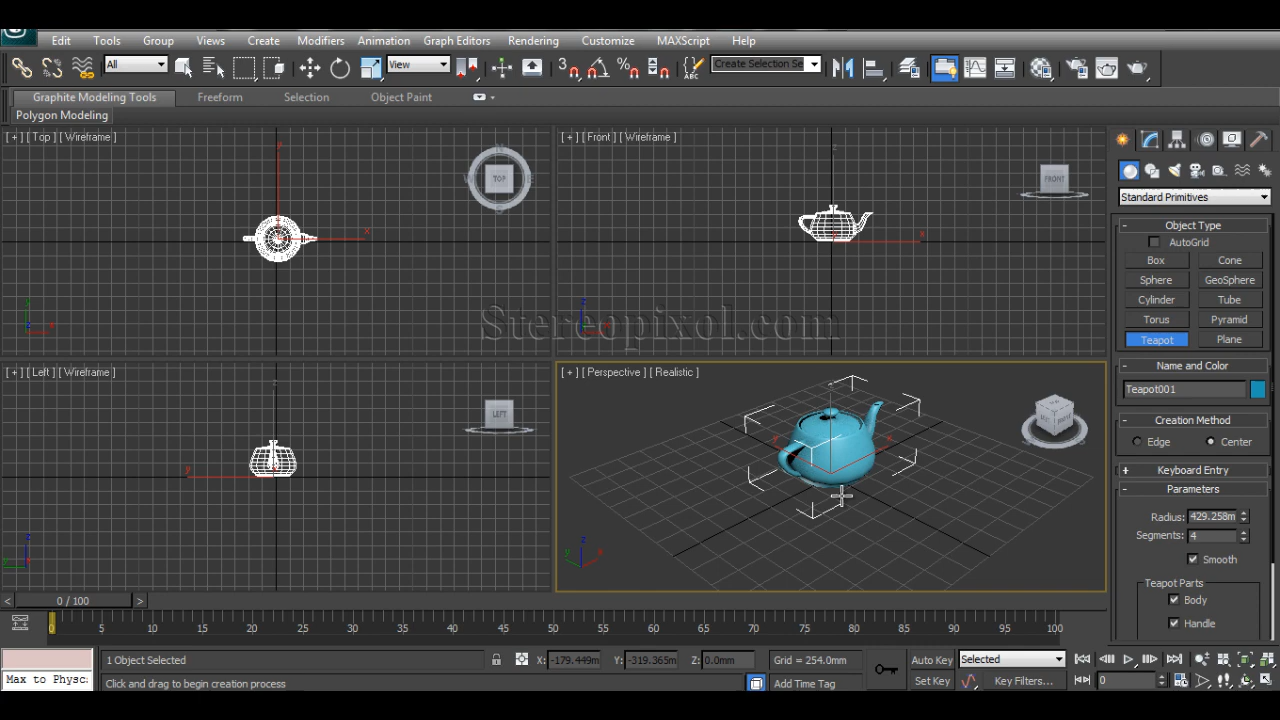 Edit Tools Group Views Create Modifiers Animation Graph Editors Rendering Customize MAXScript Help
All View Create Selection Se
Graphite Modeling Tools Freeform Selection Object Paint
Polygon Modeling
[ + ] [ Top ] [ Wireframe ]
TOP
y
x
y
z
x
[ + ] [ Front ] [ Wireframe ]
FRONT
z
x
z
Stereopixol.com
[ + ] [ Left ] [ Wireframe ]
LEFT
z
y
z
y
[ + ] [ Perspective ] [ Realistic ]
y
x
z
y
x
Standard Primitives
- Object Type
AutoGrid
Box Cone
Sphere GeoSphere
Cylinder Tube
Torus Pyramid
Teapot Plane
- Name and Color
Teapot001
- Creation Method
Edge Center
+ Keyboard Entry
- Parameters
Radius: 429.258m
Segments: 4
Smooth
Teapot Parts
Body
Handle
< 0 / 100 >
0 5 10 15 20 25 30 35 40 45 50 55 60 65 70 75 80 85 90 95 100
1 Object Selected X: -179.449m Y: -319.365m Z: 0.0mm Grid = 254.0mm Auto Key Selected
Max to Physc: Click and drag to begin creation process Add Time Tag Set Key Key Filters... 0